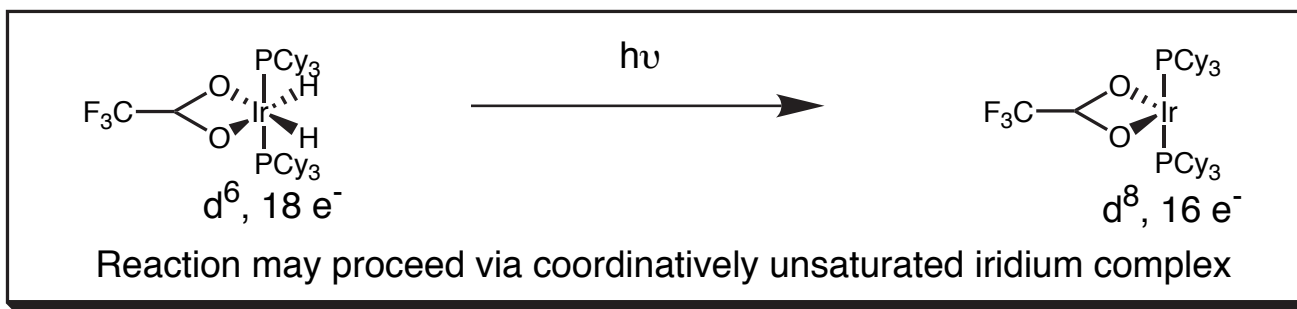 hυ
PCy₃ PCy₃
O H O
F₃C Ir F₃C Ir
O H O
PCy₃ PCy₃
d⁶, 18 e⁻ d⁸, 16 e⁻
Reaction may proceed via coordinatively unsaturated iridium complex